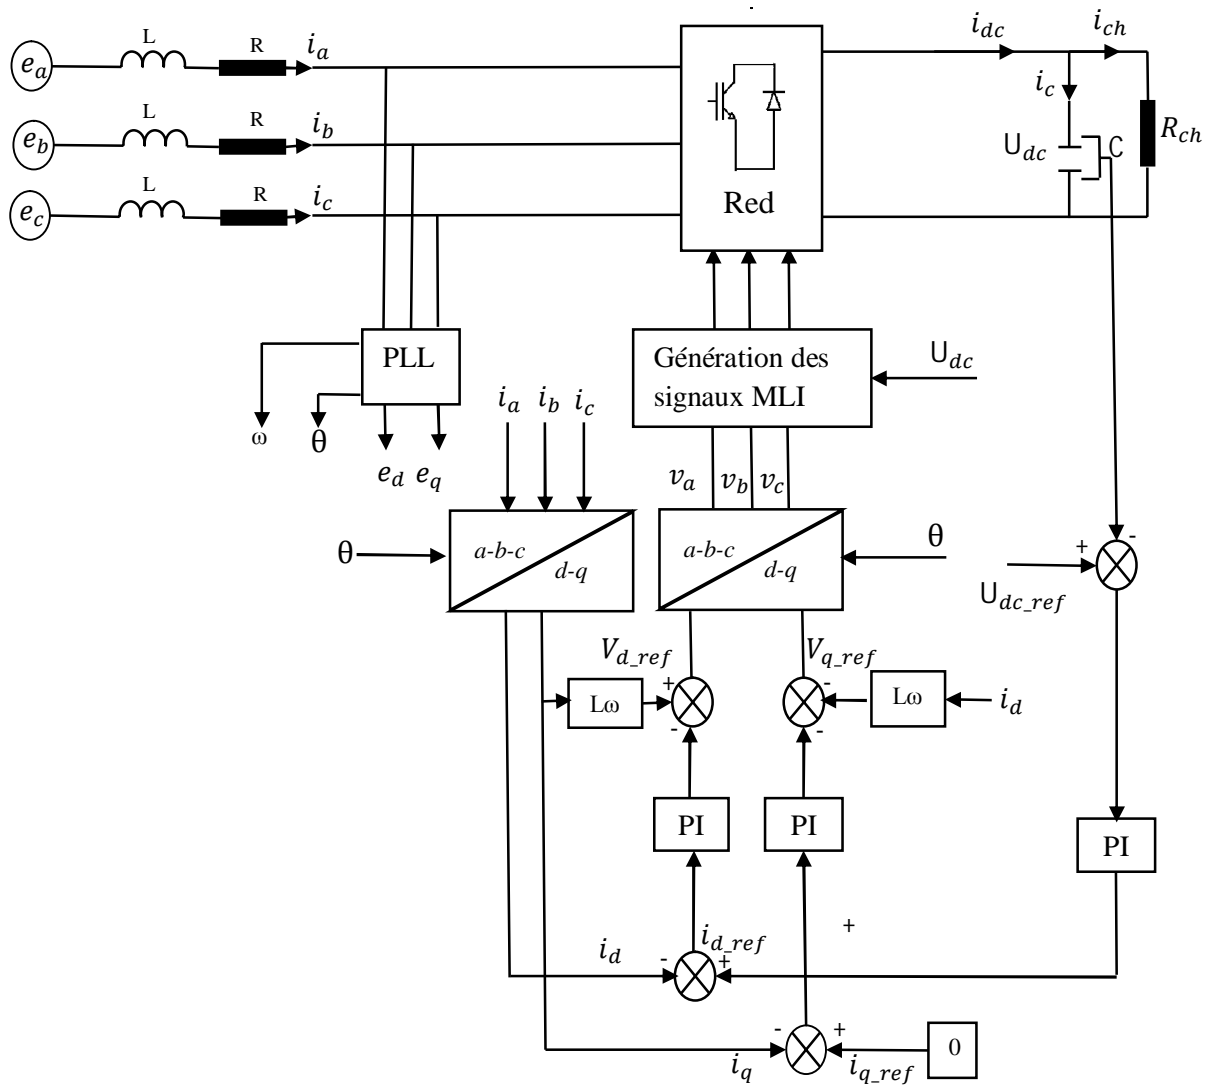 L
R
i_a
i_dc
i_ch
e_a
L
R
i_b
i_c
e_b
U_dc
C
R_ch
L
R
i_c
e_c
Red
PLL
Génération des
signaux MLI
U_dc
ω
θ
e_d
e_q
i_a
i_b
i_c
v_a
v_b
v_c
θ
a-b-c
d-q
a-b-c
d-q
θ
+
-
U_dc_ref
V_d_ref
V_q_ref
+
-
Lω
Lω
i_d
-
-
PI
PI
PI
+
i_d
-
i_d_ref
+
-
+
0
i_q
i_q_ref